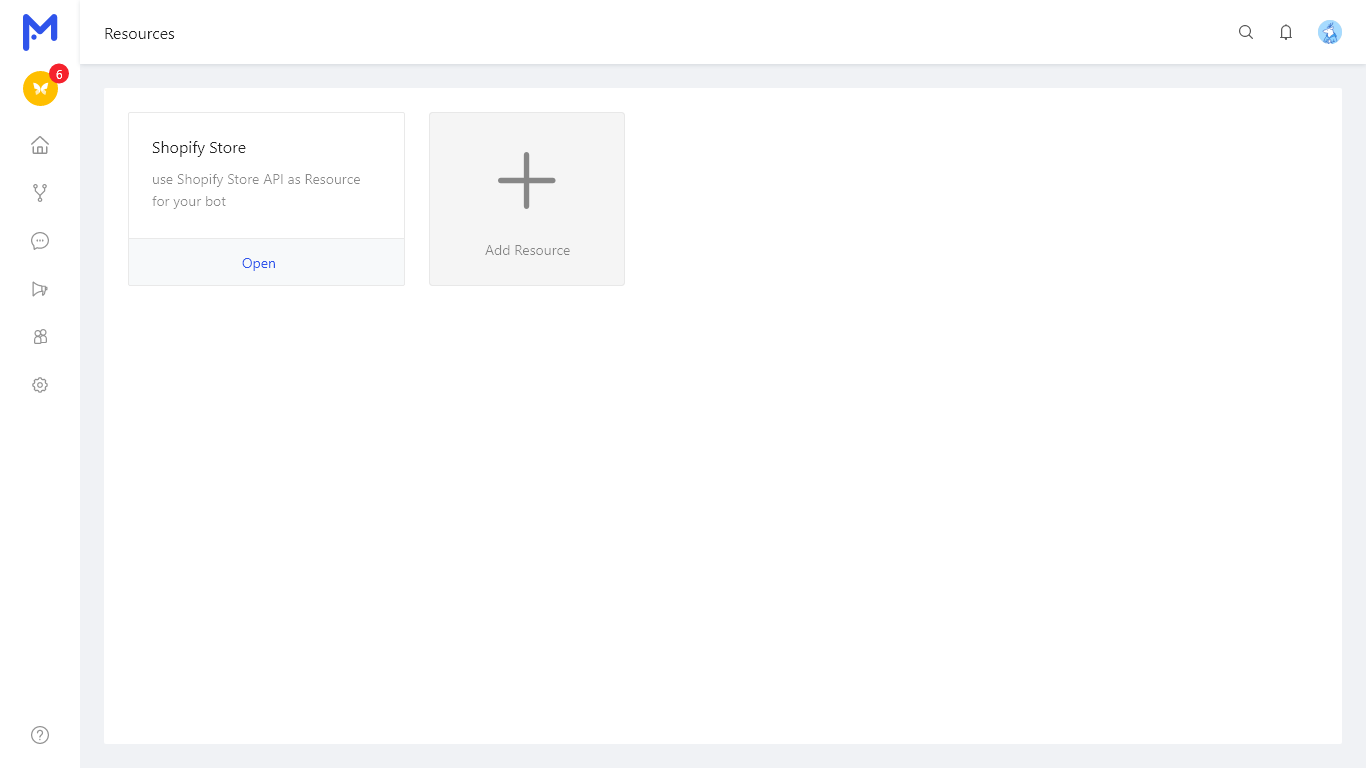 Resources
6
Shopify Store
use Shopify Store API as Resource
for your bot
Open
Add Resource